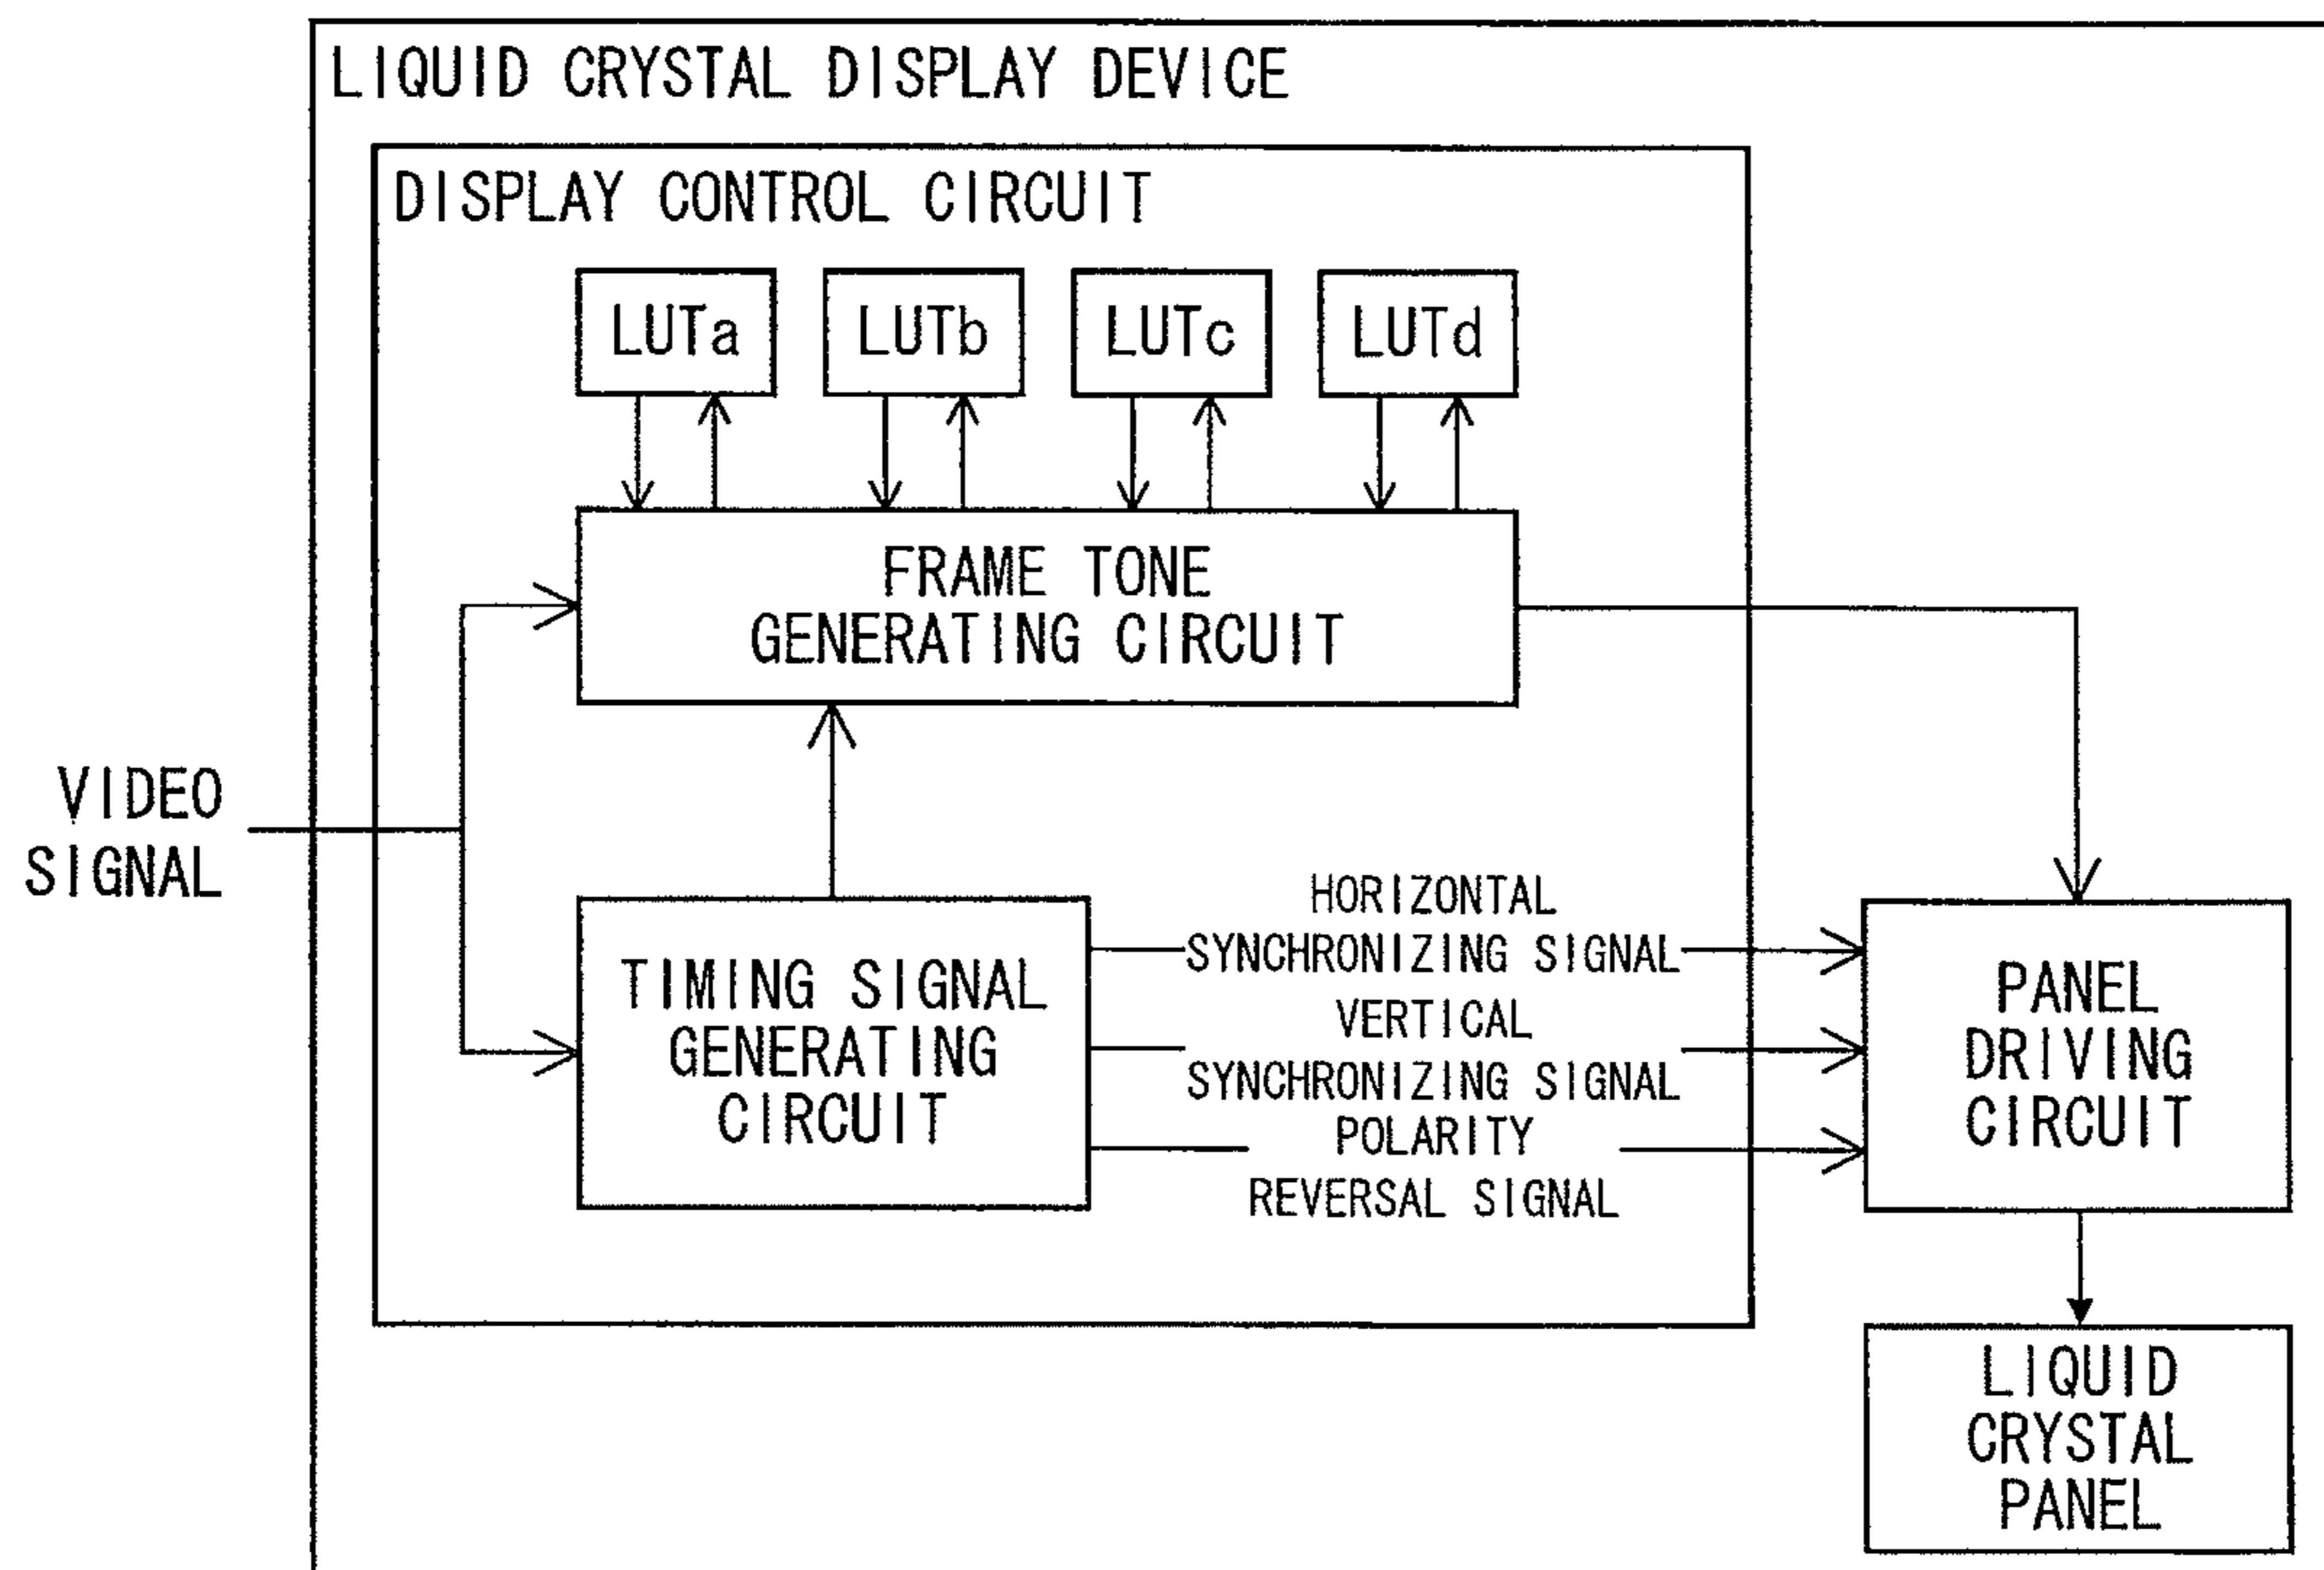 LIQUID CRYSTAL DISPLAY DEVICE
DISPLAY CONTROL CIRCUIT
LUTa
LUTb
LUTc
LUTd
FRAME TONE
GENERATING CIRCUIT
VIDEO
SIGNAL
TIMING SIGNAL
GENERATING
CIRCUIT
HORIZONTAL
SYNCHRONIZING SIGNAL
VERTICAL
SYNCHRONIZING SIGNAL
POLARITY
REVERSAL SIGNAL
PANEL
DRIVING
CIRCUIT
LIQUID
CRYSTAL
PANEL